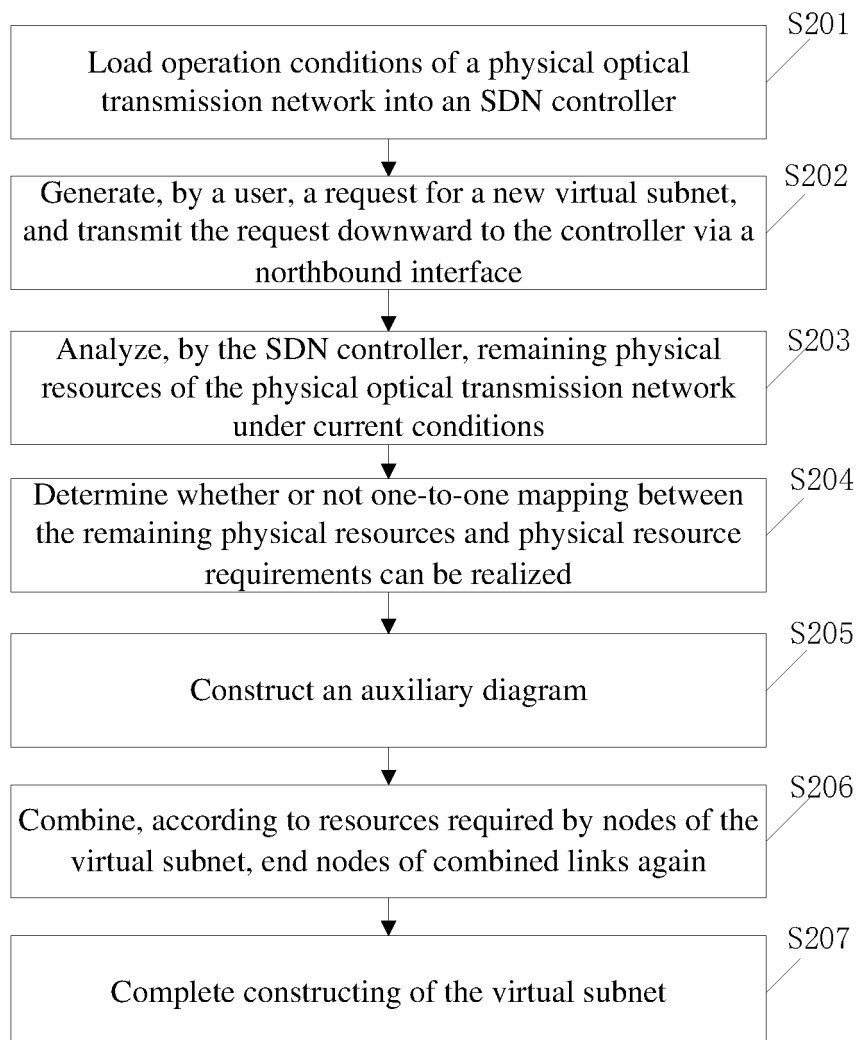 S201
Load operation conditions of a physical optical
transmission network into an SDN controller
S202
Generate, by a user, a request for a new virtual subnet,
and transmit the request downward to the controller via a
northbound interface
S203
Analyze, by the SDN controller, remaining physical
resources of the physical optical transmission network
under current conditions
S204
Determine whether or not one-to-one mapping between
the remaining physical resources and physical resource
requirements can be realized
S205
Construct an auxiliary diagram
S206
Combine, according to resources required by nodes of the
virtual subnet, end nodes of combined links again
S207
Complete constructing of the virtual subnet